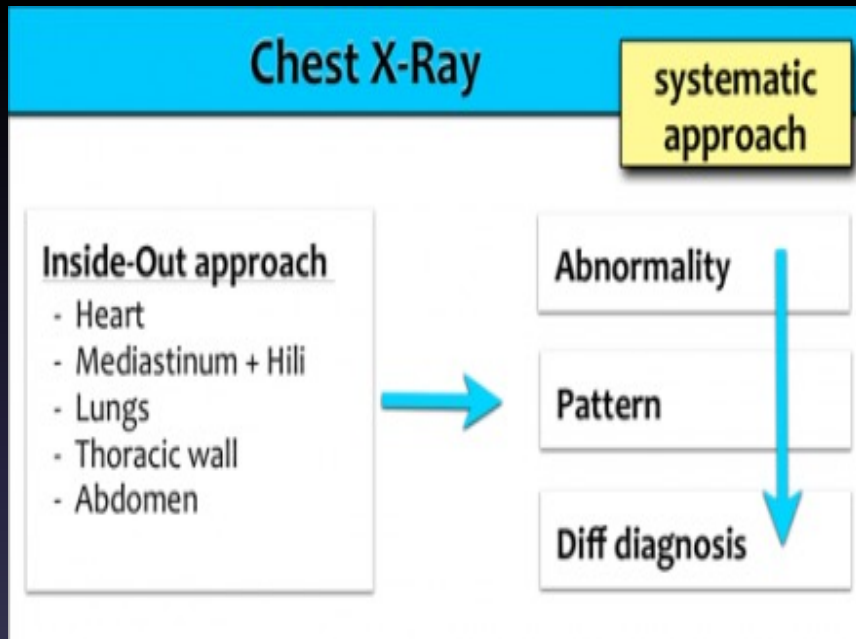 Chest X-Ray
systematic
approach
Inside-Out approach
- Heart
- Mediastinum + Hili
- Lungs
- Thoracic wall
- Abdomen
Abnormality
Pattern
Diff diagnosis